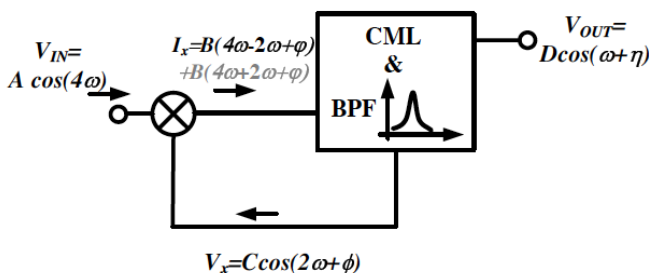 V_IN=
A cos(4ω)
I_x=B(4ω-2ω+φ)
+B(4ω+2ω+φ)
CML
&
BPF
V_OUT=
Dcos(ω+η)
V_x=Ccos(2ω+ϕ)